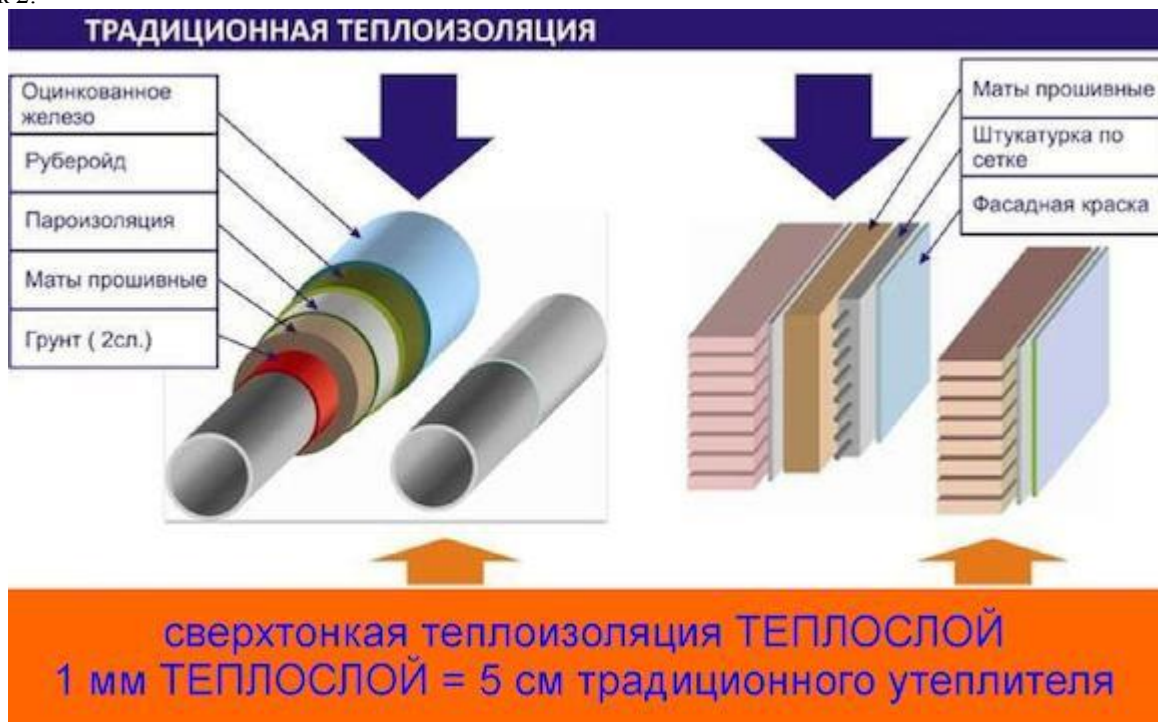 ТРАДИЦИОННАЯ ТЕПЛОИЗОЛЯЦИЯ
Оцинкованное
железо
Рубероид
Пароизоляция
Маты прошивные
Грунт ( 2сл.)
Маты прошивные
Штукатурка по
сетке
Фасадная краска
сверхтонкая теплоизоляция ТЕПЛОСЛОЙ
1 мм ТЕПЛОСЛОЙ = 5 см традиционного утеплителя